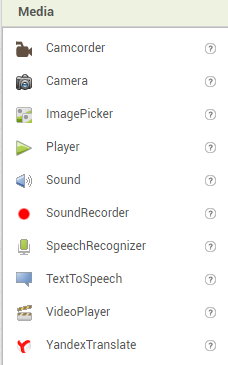 Media
Camcorder
Camera
ImagePicker
Player
Sound
SoundRecorder
SpeechRecognizer
TextToSpeech
VideoPlayer
YandexTranslate